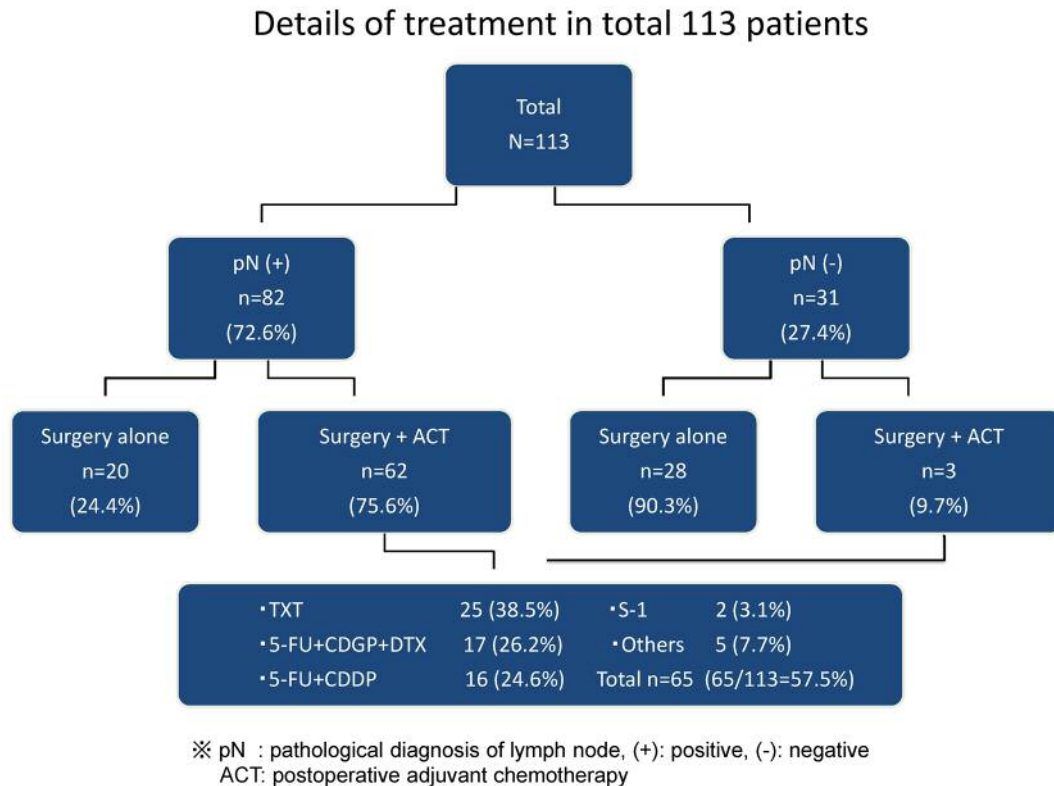 Details of treatment in total 113 patients
Total
N=113
pN (+)
n=82
(72.6%)
pN (-)
n=31
(27.4%)
Surgery alone
n=20
(24.4%)
Surgery + ACT
n=62
(75.6%)
Surgery alone
n=28
(90.3%)
Surgery + ACT
n=3
(9.7%)
・TXT 25 (38.5%) ・S-1 2 (3.1%)
・5-FU+CDGP+DTX 17 (26.2%) ・Others 5 (7.7%)
・5-FU+CDDP 16 (24.6%) Total n=65 (65/113=57.5%)
※ pN : pathological diagnosis of lymph node, (+): positive, (-): negative
ACT: postoperative adjuvant chemotherapy